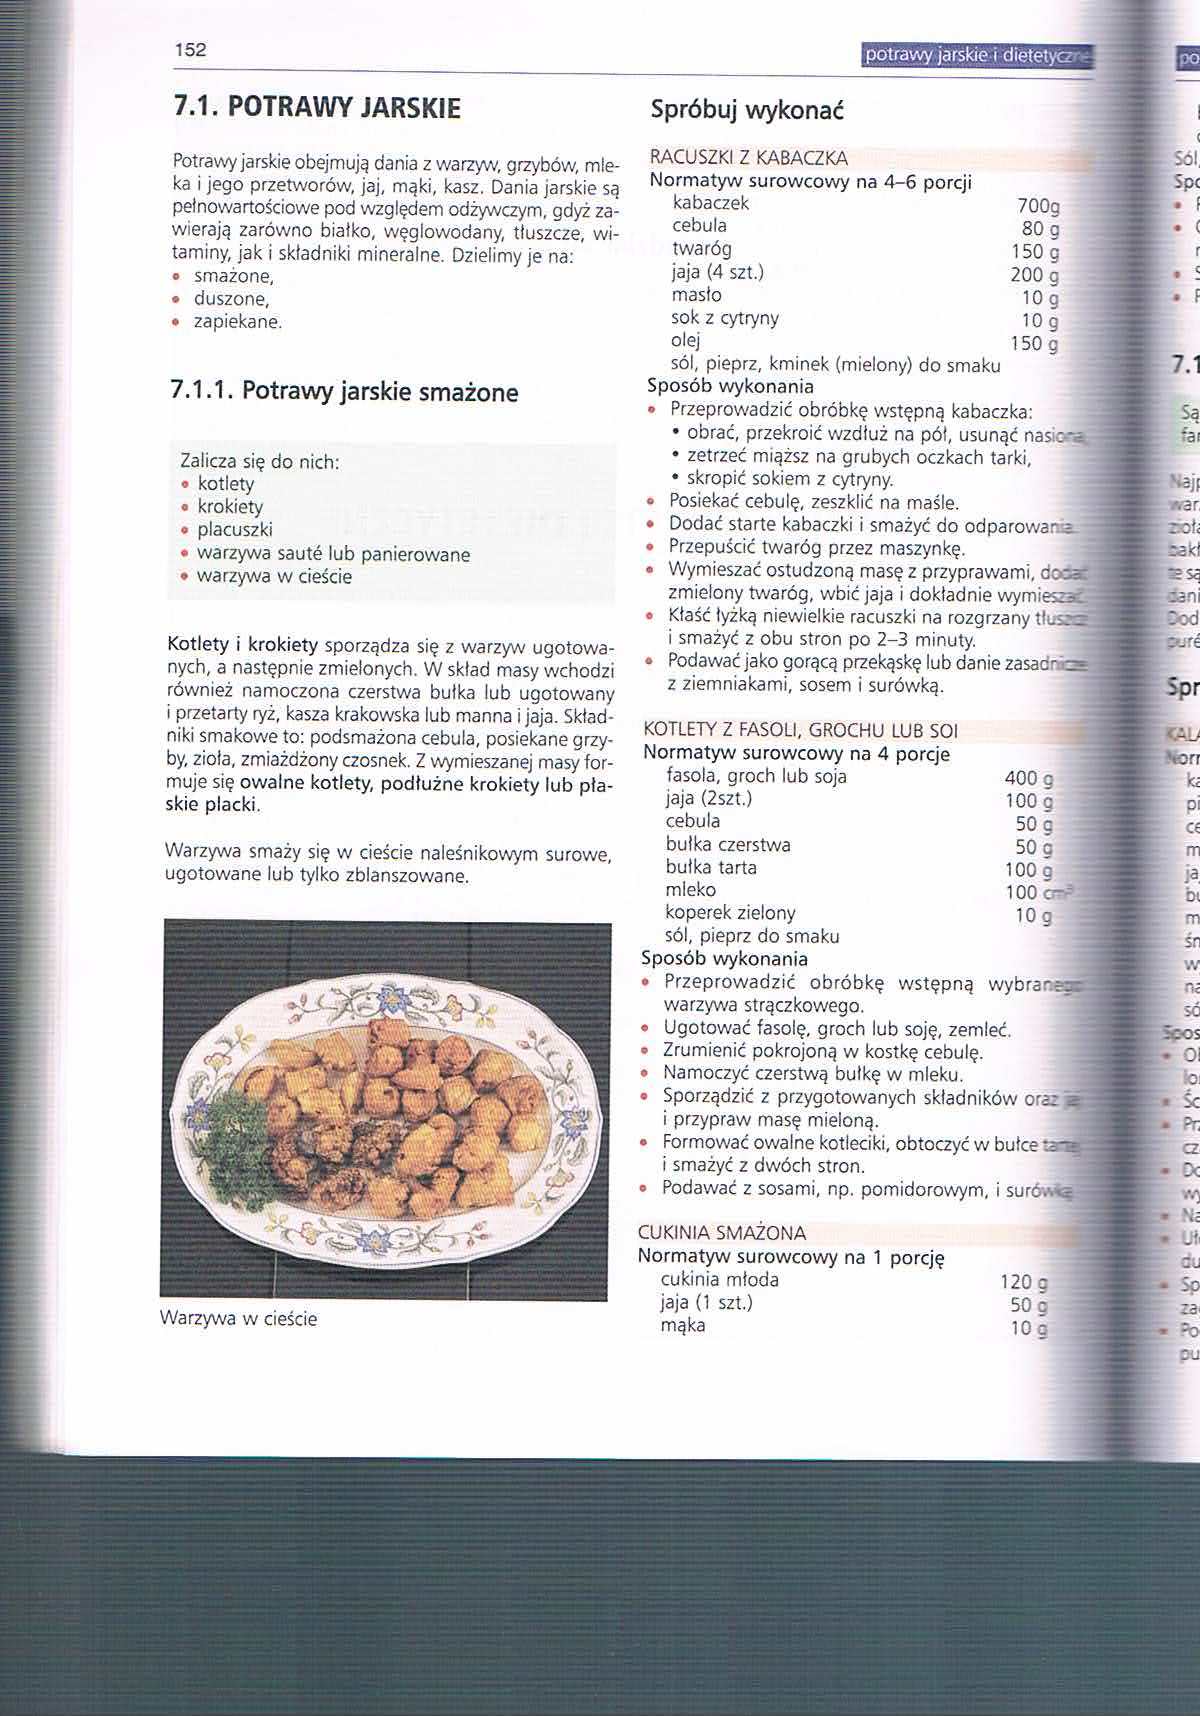 152
potrawy jarskie i dietetyczne
7.1. POTRAWY JARSKIE
Potrawy jarskie obejmują dania z warzyw, grzybów, mle-
ka i jego przetworów, jaj, mąki, kasz. Dania jarskie są
pełnowartościowe pod względem odżywczym, gdyż za-
wierają zarówno białko, węglowodany, tłuszcze, wi-
taminy, jak i składniki mineralne. Dzielimy je na:
• smażone,
• duszone,
• zapiekane.
7.1.1. Potrawy jarskie smażone
Zalicza się do nich:
• kotlety
• krokiety
• placuszki
• warzywa sauté lub panierowane
• warzywa w cieście
Kotlety i krokiety sporządza się z warzyw ugotowa-
nych, a następnie zmielonych. W skład masy wchodzi
również namoczona czerstwa bułka lub ugotowany
i przetarty ryż, kasza krakowska lub manna i jaja. Skład-
niki smakowe to: podsmażona cebula, posiekane grzy-
by, zioła, zmiażdżony czosnek. Z wymieszanej masy for-
muje się owalne kotlety, podłużne krokiety lub pła-
skie placki.
Warzywa smaży się w cieście naleśnikowym surowe,
ugotowane lub tylko zblanszowane.
Warzywa w cieście
Spróbuj wykonać
RACUSZKI Z KABACZKA
Normatyw surowcowy na 4–6 porcji
kabaczek 700g
cebula 80 g
twaróg 150 g
jaja (4 szt.) 200 g
masło 10 g
sok z cytryny 10 g
olej 150 g
sól, pieprz, kminek (mielony) do smaku
Sposób wykonania
• Przeprowadzić obróbkę wstępną kabaczka:
• obrać, przekroić wzdłuż na pół, usunąć nasiona,
• zetrzeć miąższ na grubych oczkach tarki,
• skropić sokiem z cytryny.
• Posiekać cebulę, zeszklić na maśle.
• Dodać starte kabaczki i smażyć do odparowania.
• Przepuścić twaróg przez maszynkę.
• Wymieszać ostudzoną masę z przyprawami, dodać
zmielony twaróg, wbić jaja i dokładnie wymieszać.
• Kłaść łyżką niewielkie racuszki na rozgrzany tłuszcz
i smażyć z obu stron po 2–3 minuty.
• Podawać jako gorącą przekąskę lub danie zasadnicze
z ziemniakami, sosem i surówką.
KOTLETY Z FASOLI, GROCHU LUB SOI
Normatyw surowcowy na 4 porcje
fasola, groch lub soja 400 g
jaja (2szt.) 100 g
cebula 50 g
bułka czerstwa 50 g
bułka tarta 100 g
mleko 100 cm³
koperek zielony 10 g
sól, pieprz do smaku
Sposób wykonania
• Przeprowadzić obróbkę wstępną wybranego
warzywa strączkowego.
• Ugotować fasolę, groch lub soję, zemleć.
• Zrumienić pokrojoną w kostkę cebulę.
• Namoczyć czerstwą bułkę w mleku.
• Sporządzić z przygotowanych składników oraz jaj
i przypraw masę mieloną.
• Formować owalne kotleciki, obtoczyć w bułce tartej
i smażyć z dwóch stron.
• Podawać z sosami, np. pomidorowym, i surówką.
CUKINIA SMAŻONA
Normatyw surowcowy na 1 porcję
cukinia młoda 120 g
jaja (1 szt.) 50 g
mąka 10 g